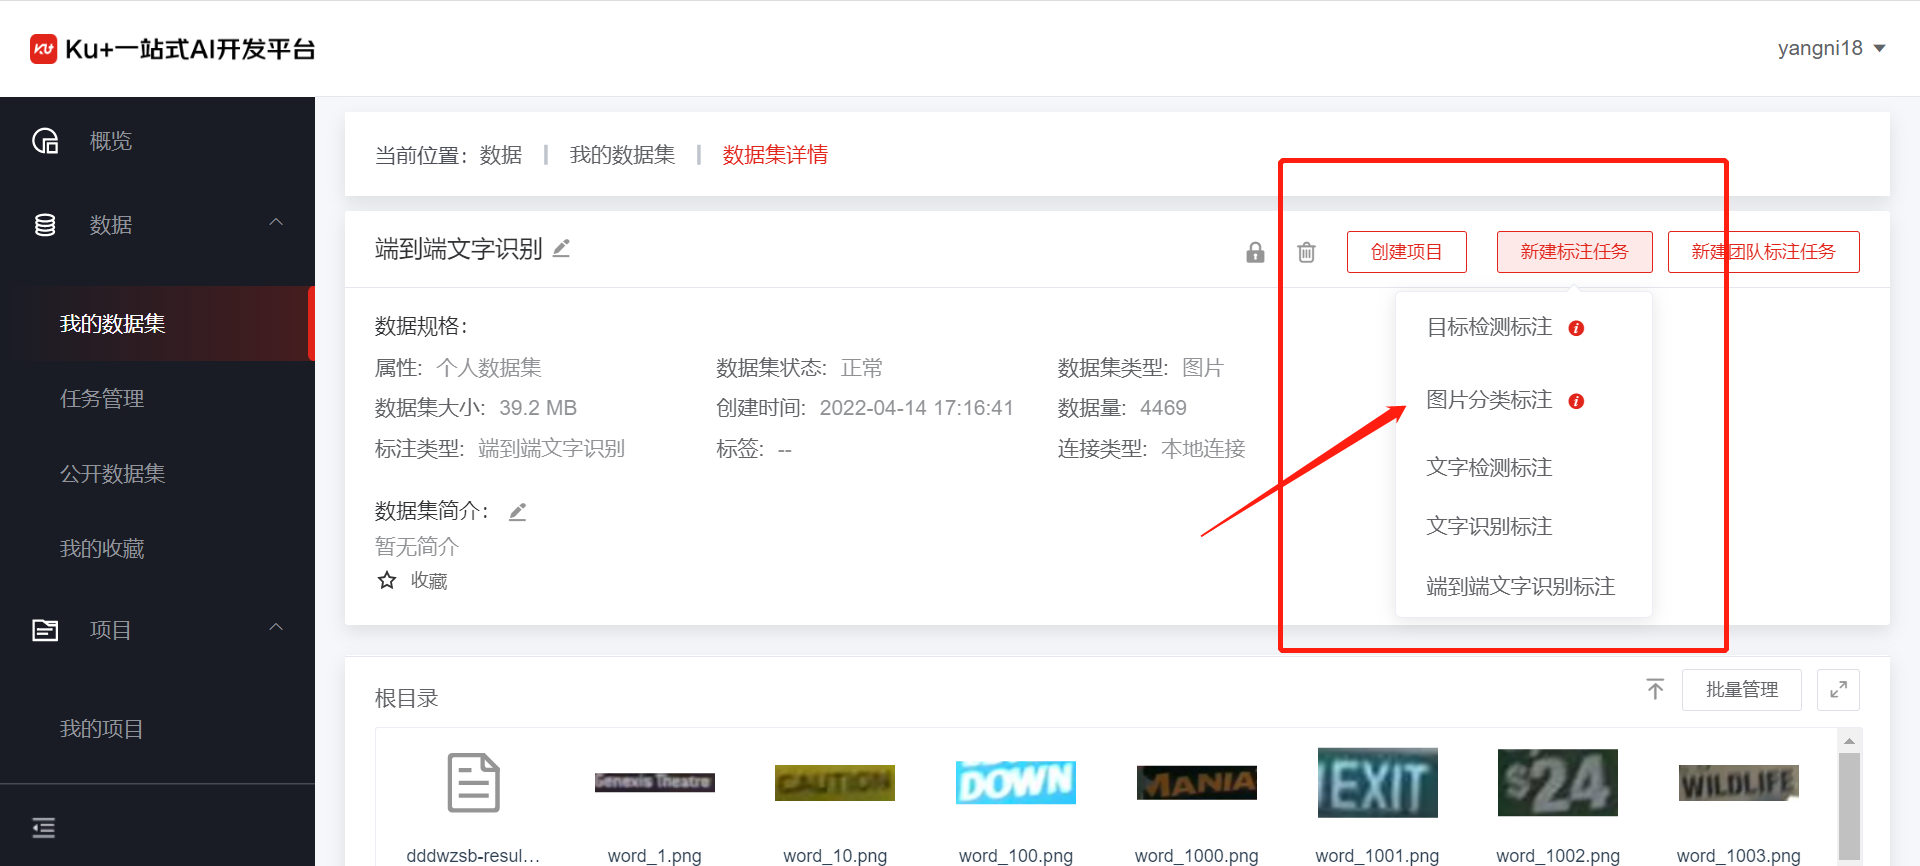 Ku+一站式AI开发平台
yangni18
概览
数据
我的数据集
任务管理
公开数据集
我的收藏
项目
我的项目
当前位置：数据 | 我的数据集 | 数据集详情
端到端文字识别
创建项目
新建标注任务
新建团队标注任务
目标检测标注
图片分类标注
文字检测标注
文字识别标注
端到端文字识别标注
数据规格：
属性: 个人数据集
数据集状态: 正常
数据集类型: 图片
数据集大小: 39.2 MB
创建时间: 2022-04-14 17:16:41
数据量: 4469
标注类型: 端到端文字识别
标签: --
连接类型: 本地连接
数据集简介：
暂无简介
收藏
根目录
批量管理
Genexis Theatre
CAUTION
DOWN
MANIA
EXIT
$24
WILDLIFE
dddwzsb-resul...
word_1.png
word_10.png
word_100.png
word_1000.png
word_1001.png
word_1002.png
word_1003.png